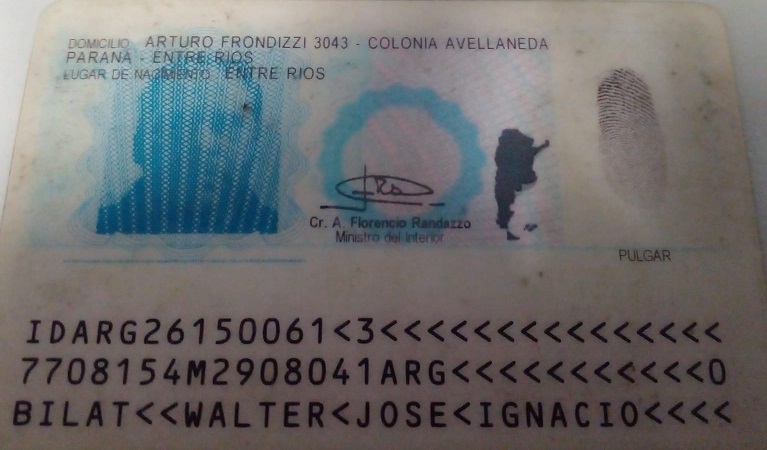 DOMICILIO ARTURO FRONDIZZI 3043 - COLONIA AVELLANEDA
PARANA - ENTRE RIOS
LUGAR DE NACIMIENTO ENTRE RIOS
Cr. A. Florencio Randazzo
Ministro del Interior
PULGAR
IDARG26150061<3<<<<<<<<<<<<<<<
7708154M2908041ARG<<<<<<<<<<<0
BILAT<<WALTER<JOSE<IGNACIO<<<<